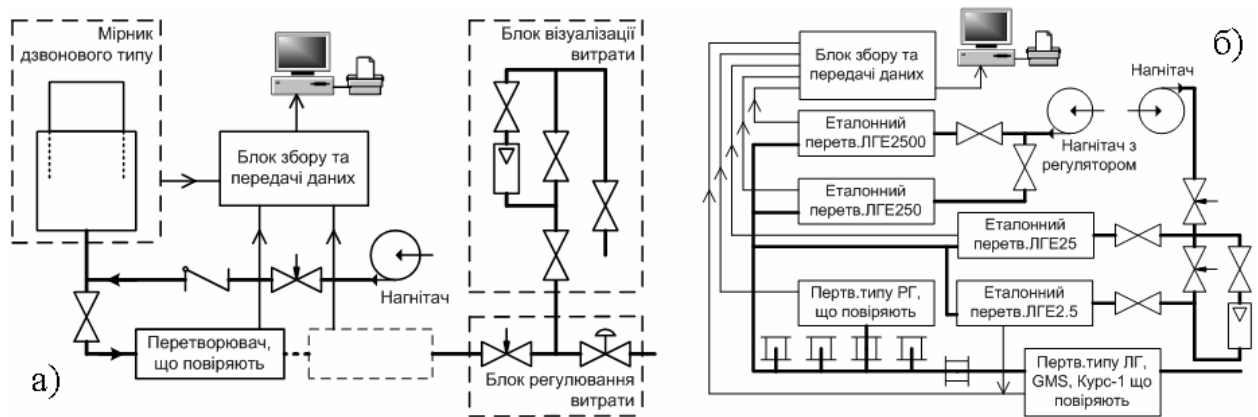 Мірник
дзвонового типу
Блок збору та
передачі даних
Блок візуалізації
витрати
Нагнітач
Перетворювач,
що повіряють
Блок регулювання
витрати
а)
б)
Блок збору та
передачі даних
Нагнітач
Еталонний
перетв.ЛГЕ2500
Нагнітач з
регулятором
Еталонний
перетв.ЛГЕ250
Еталонний
перетв.ЛГЕ25
Пертв.типу РГ,
що повіряють
Еталонний
перетв.ЛГЕ2.5
Пертв.типу ЛГ,
GMS, Курс-1 що
повіряють